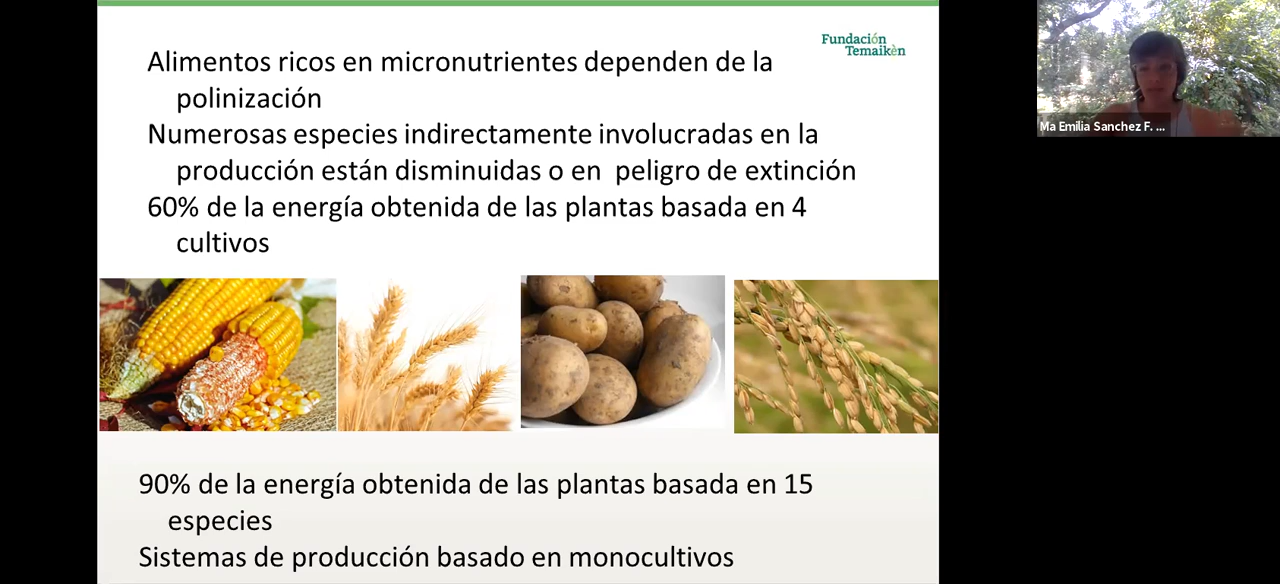 Fundación
Temaikèn
Alimentos ricos en micronutrientes dependen de la
polinización
Numerosas especies indirectamente involucradas en la
producción están disminuidas o en peligro de extinción
60% de la energía obtenida de las plantas basada en 4
cultivos
90% de la energía obtenida de las plantas basada en 15
especies
Sistemas de producción basado en monocultivos
Ma Emilia Sanchez F. ...